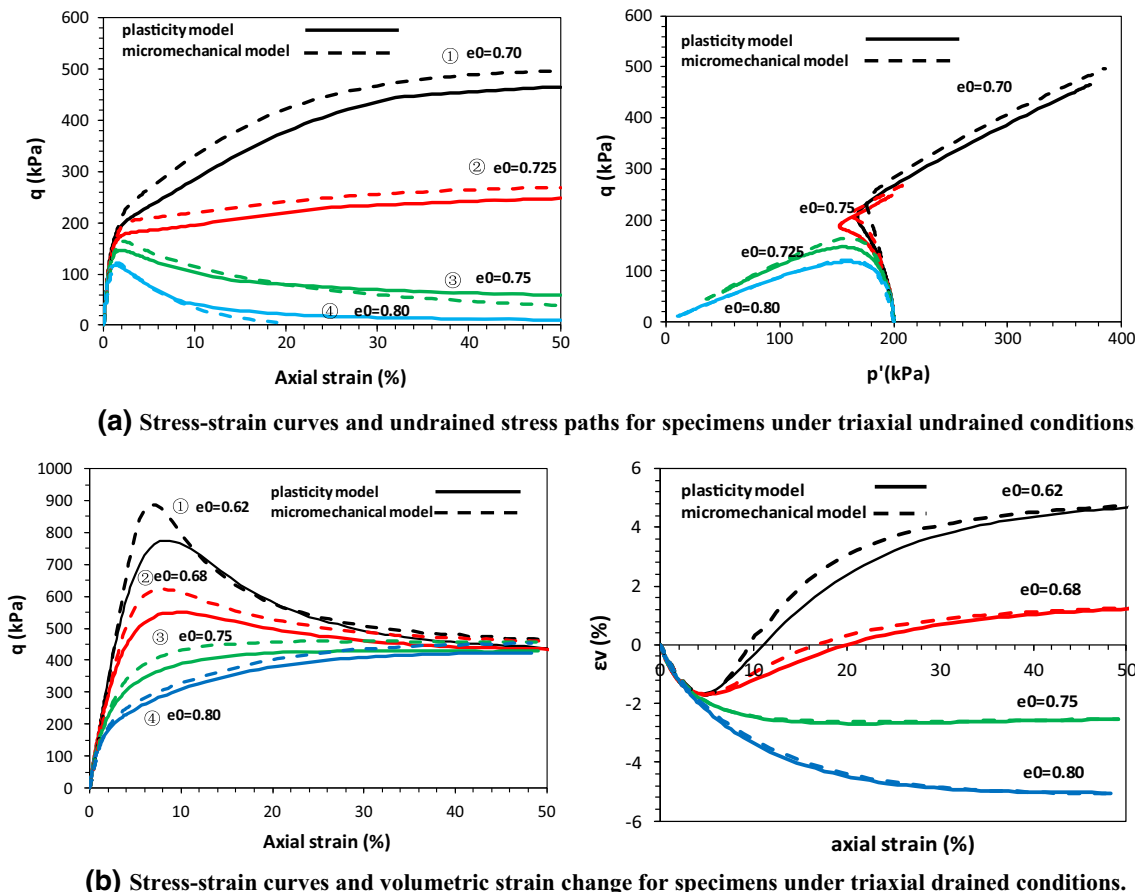 600
500
400
300
200
100
0
q (kPa)
plasticity model
micromechanical model
① e0=0.70
② e0=0.725
③ e0=0.75
④ e0=0.80
0 10 20 30 40 50
Axial strain (%)
600
500
400
300
200
100
0
q (kPa)
plasticity model
micromechanical model
e0=0.70
e0=0.75
e0=0.725
e0=0.80
0 100 200 300 400
p'(kPa)
(a) Stress-strain curves and undrained stress paths for specimens under triaxial undrained conditions
1000
900
800
700
600
500
400
300
200
100
0
q (kPa)
plasticity model
micromechanical model
① e0=0.62
② e0=0.68
③ e0=0.75
④ e0=0.80
0 10 20 30 40 50
Axial strain (%)
6
4
2
0
-2
-4
-6
εv (%)
plasticity model
micromechanical model
e0=0.62
e0=0.68
0 10 20 30 40 50
e0=0.75
e0=0.80
axial strain (%)
(b) Stress-strain curves and volumetric strain change for specimens under triaxial drained conditions.